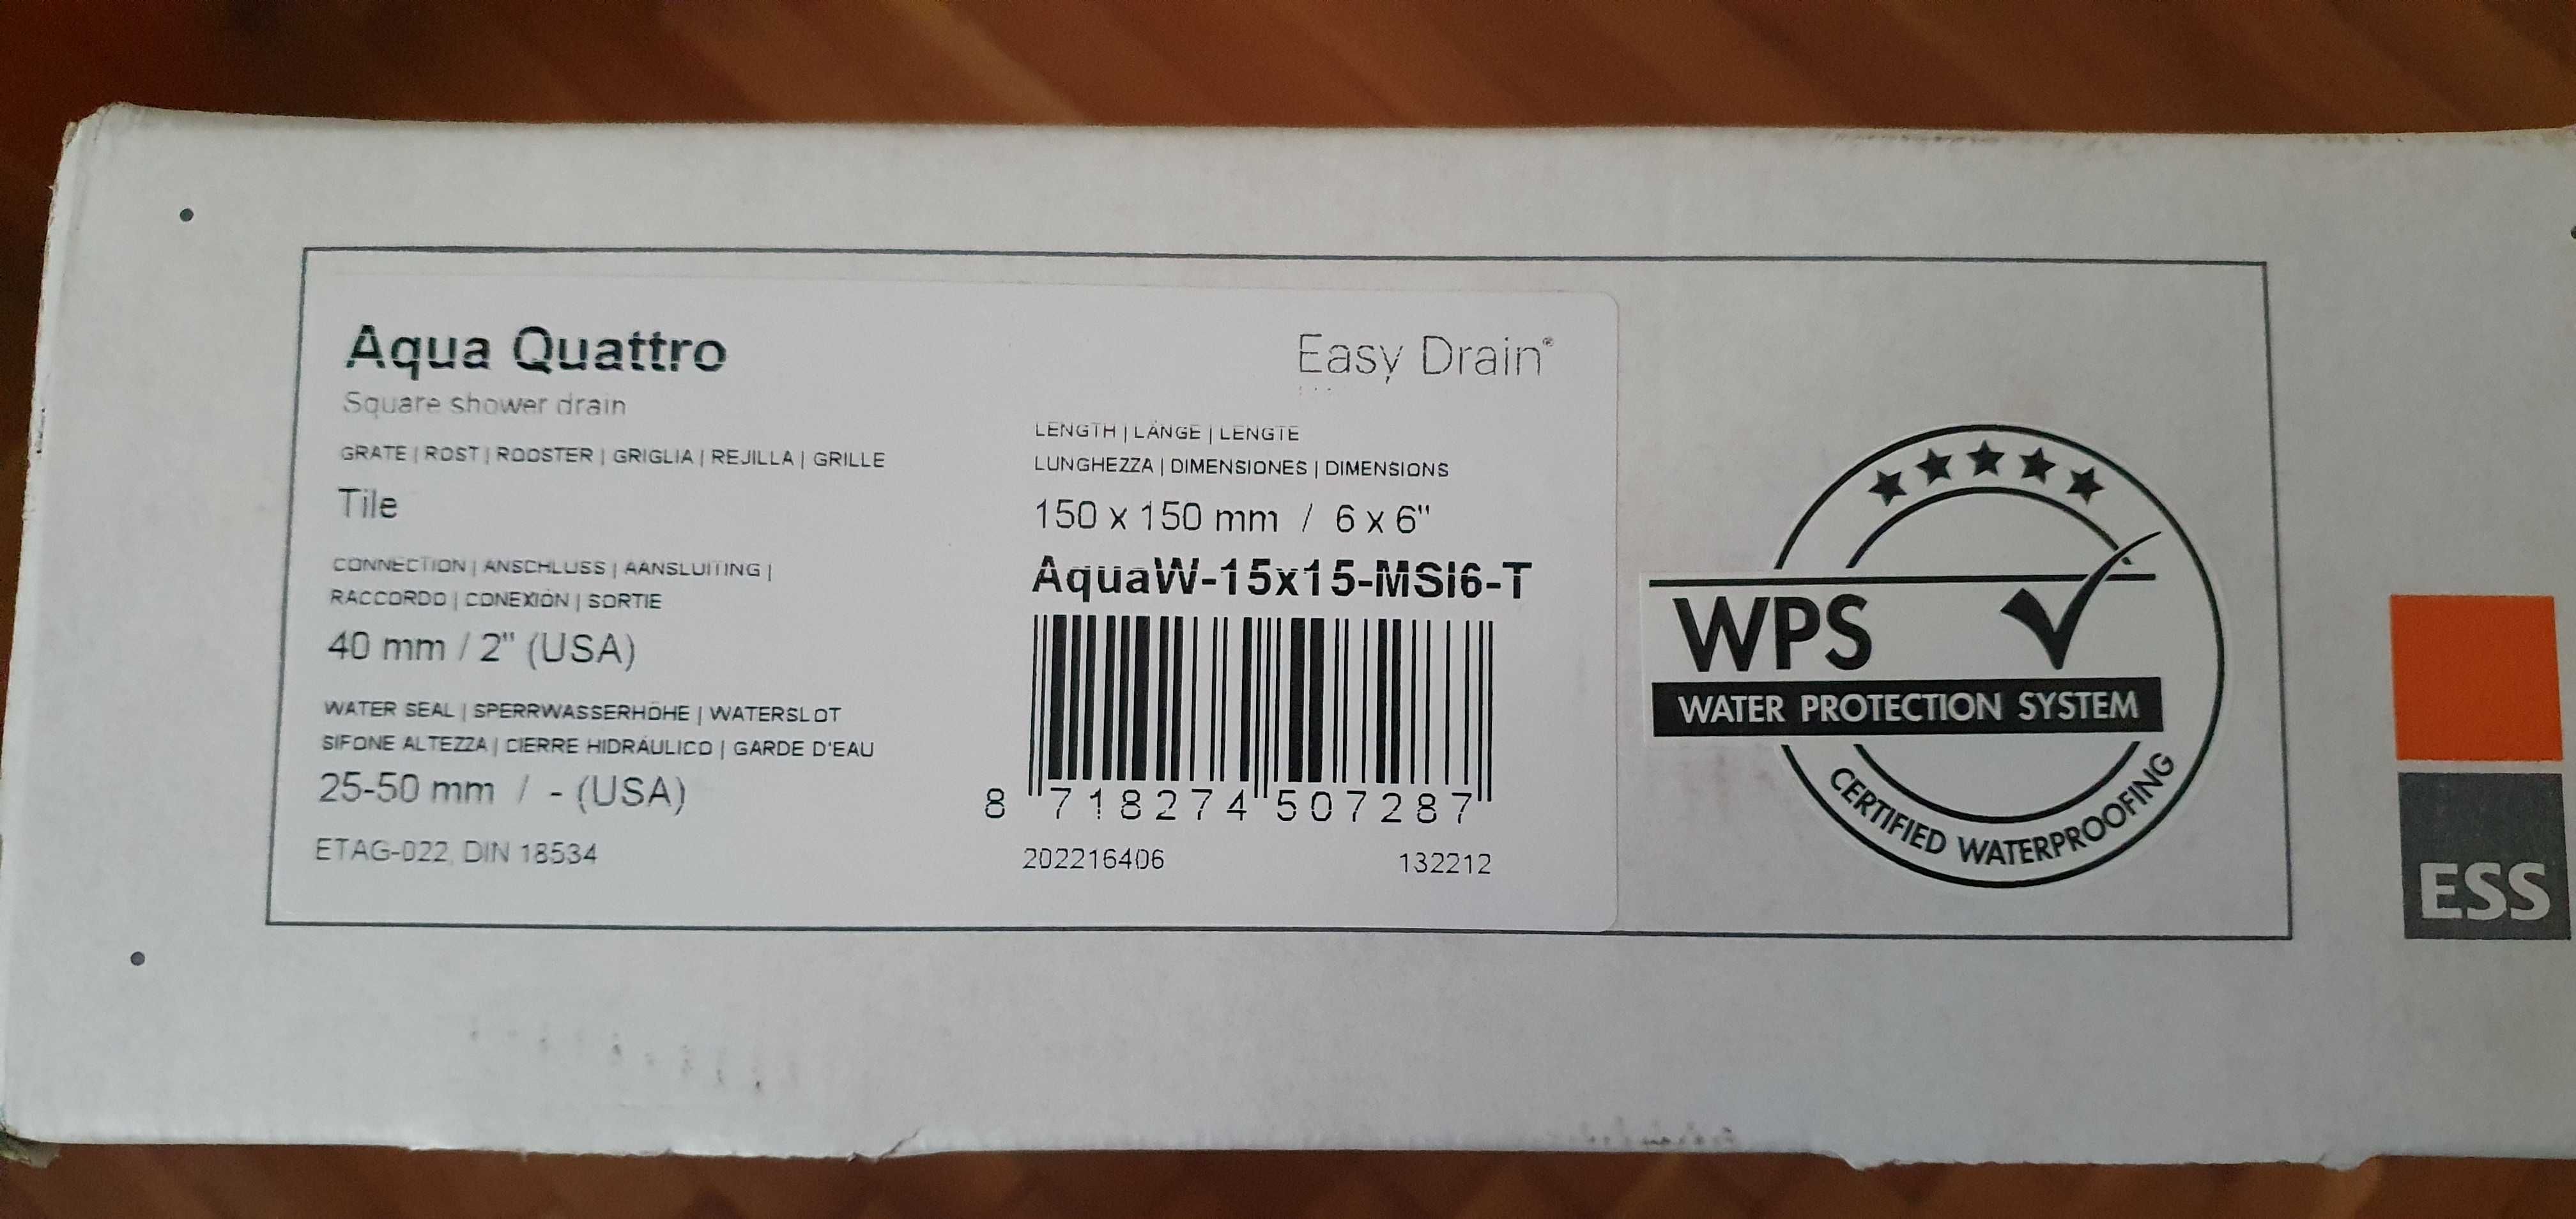 Aqua Quattro
Square shower drain
GRATE | ROST | ROOSTER | GRIGLIA | REJILLA | GRILLE
Tile
CONNECTION | ANSCHLUSS | AANSLUITING |
RACCORDO | CONEXIÓN | SORTIE
40 mm / 2" (USA)
WATER SEAL | SPERRWASSERHÖHE | WATERSLOT
SIFONE ALTEZZA | CIERRE HIDRÁULICO | GARDE D'EAU
25-50 mm / - (USA)
ETAG-022, DIN 18534
Easy Drain®
LENGTH | LÄNGE | LENGTE
LUNGHEZZA | DIMENSIONES | DIMENSIONS
150 x 150 mm / 6 x 6"
AquaW-15x15-MSI6-T
8 718274 507287
202216406 132212
WPS
WATER PROTECTION SYSTEM
CERTIFIED WATERPROOFING
ESS